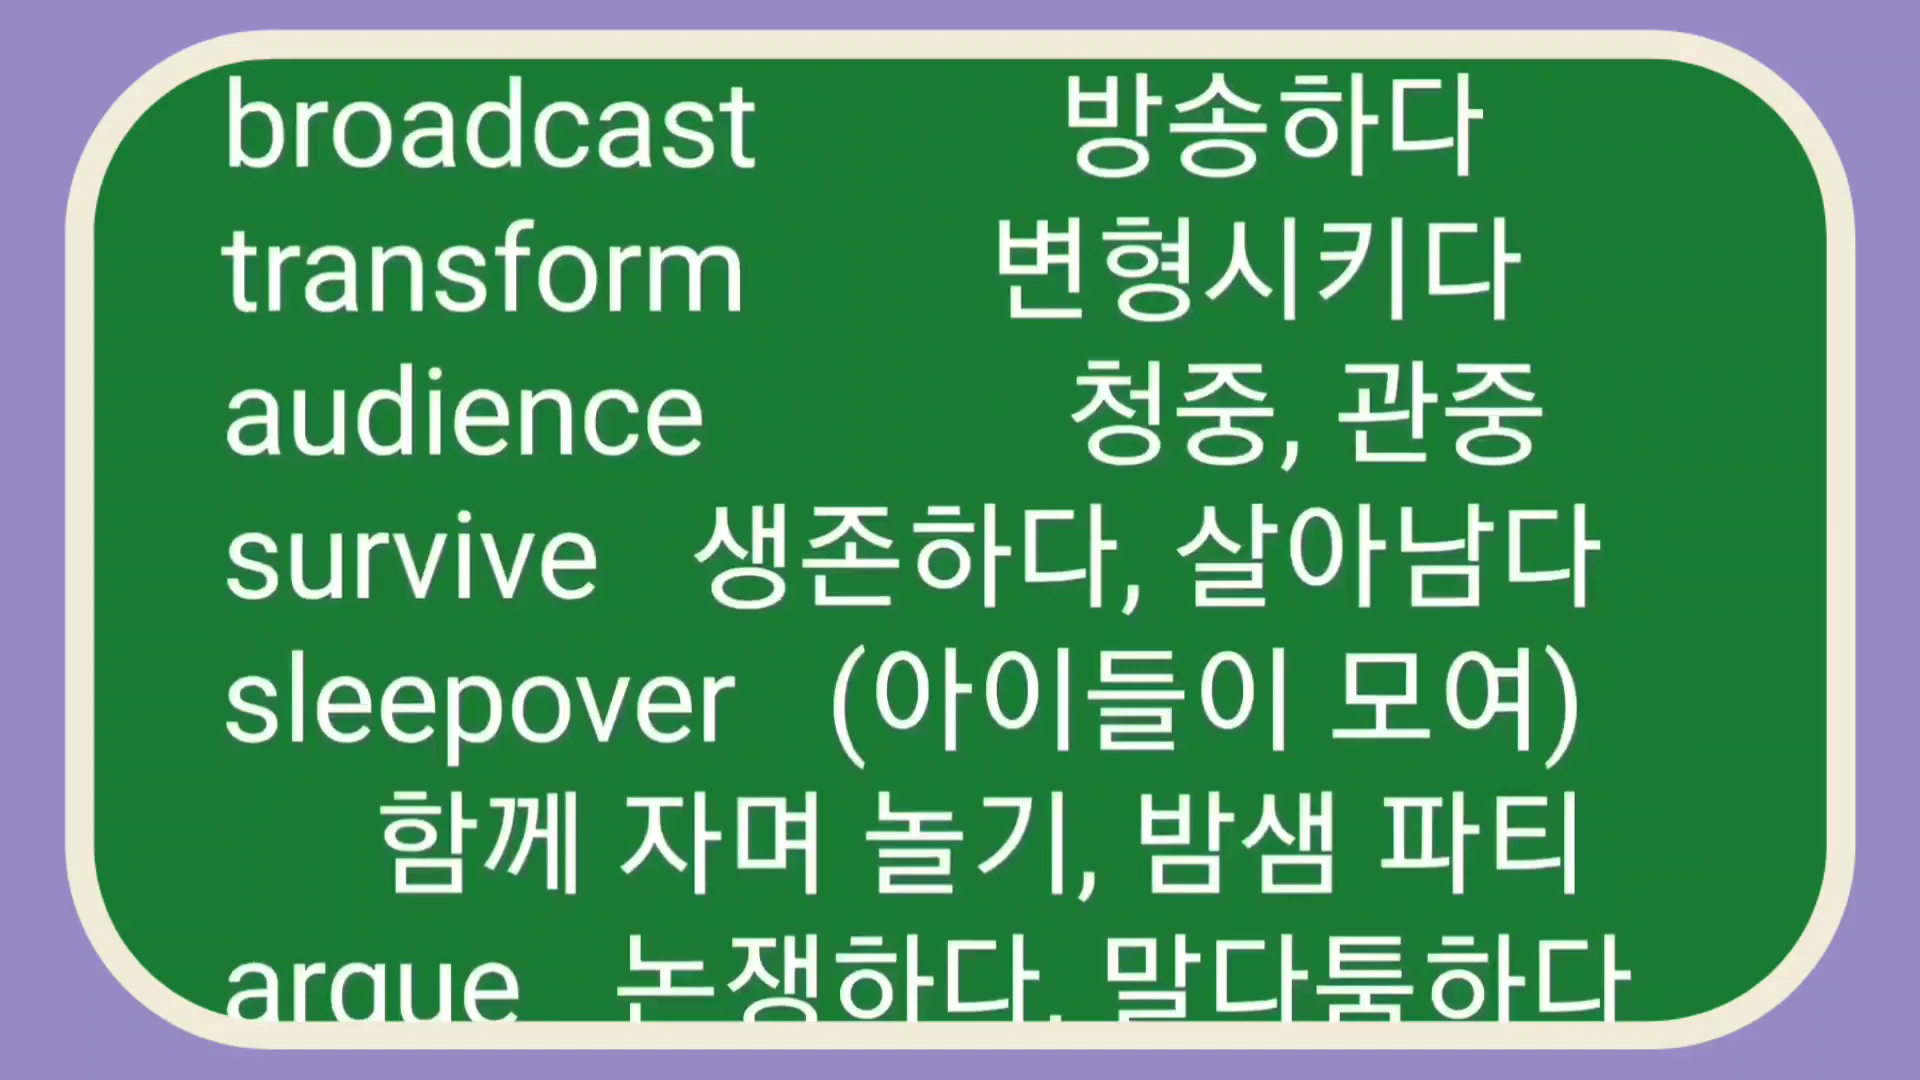 broadcast 방송하다
transform 변형시키다
audience 청중, 관중
survive 생존하다, 살아남다
sleepover (아이들이 모여)
함께 자며 놀기, 밤샘 파티
argue 논쟁하다, 말다툼하다